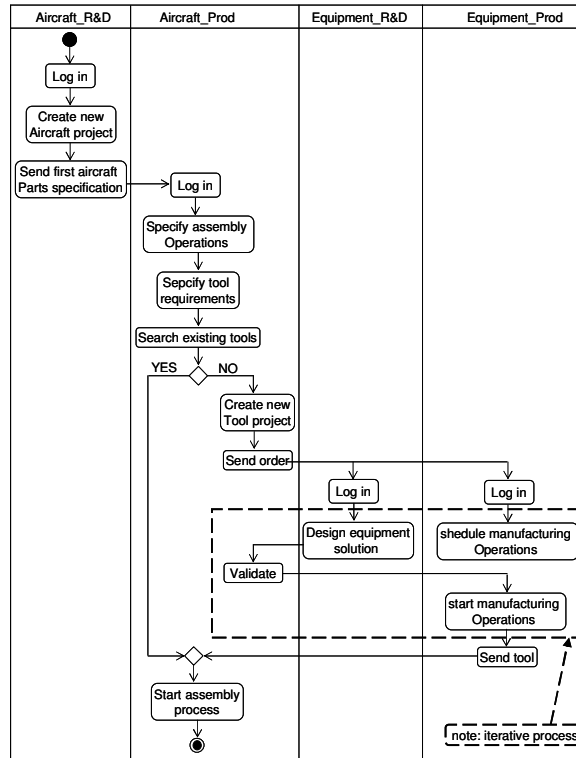 Aircraft_R&D
Aircraft_Prod
Equipment_R&D
Equipment_Prod
Log in
Create new
Aircraft project
Send first aircraft
Parts specification
Log in
Specify assembly
Operations
Sepcify tool
requirements
Search existing tools
YES
NO
Create new
Tool project
Send order
Log in
Log in
Design equipment
solution
shedule manufacturing
Operations
Validate
start manufacturing
Operations
Send tool
Start assembly
process
note: iterative process